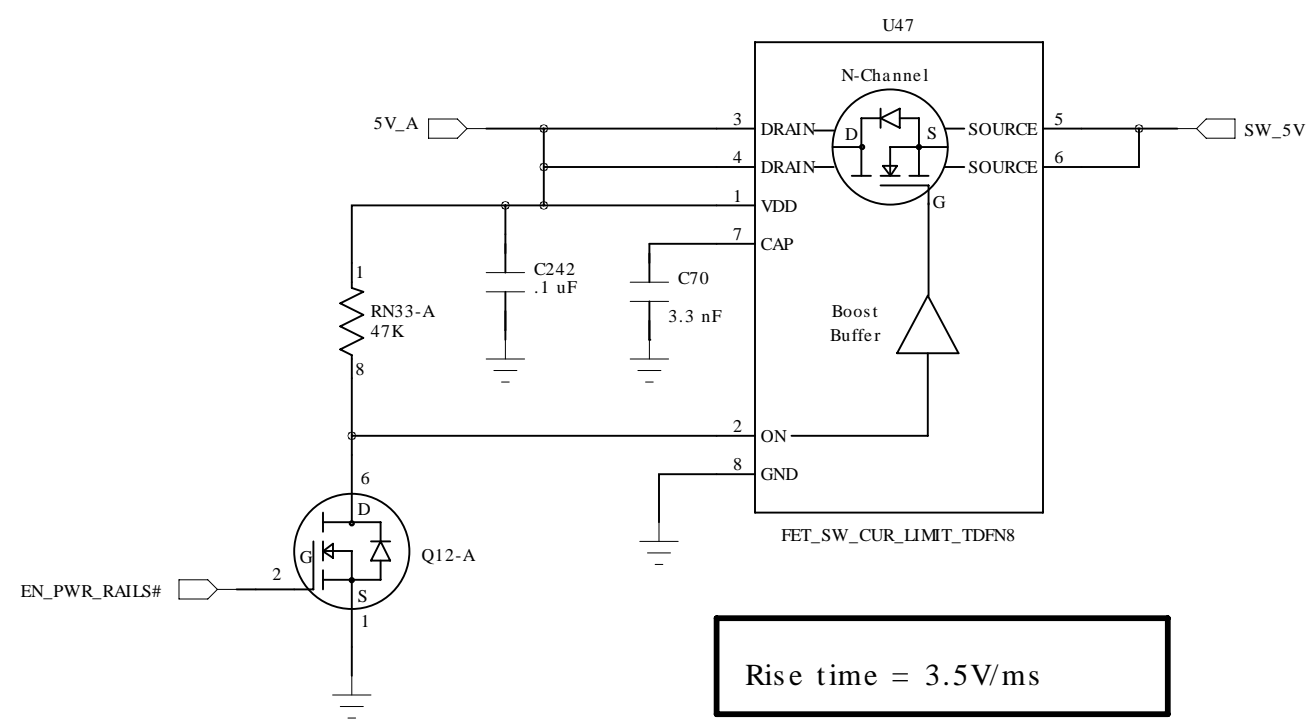 U47
N-Channel
5V_A
3
DRAIN
D
S
SOURCE
5
SW_5V
4
DRAIN
SOURCE
6
1
VDD
G
7
CAP
1
C242
.1 uF
C70
3.3 nF
RN33-A
47K
8
Boost
Buffer
2
ON
8
GND
6
D
FET_SW_CUR_LIMIT_TDFN8
G
Q12-A
2
EN_PWR_RAILS#
S
1
Rise time = 3.5V/ms